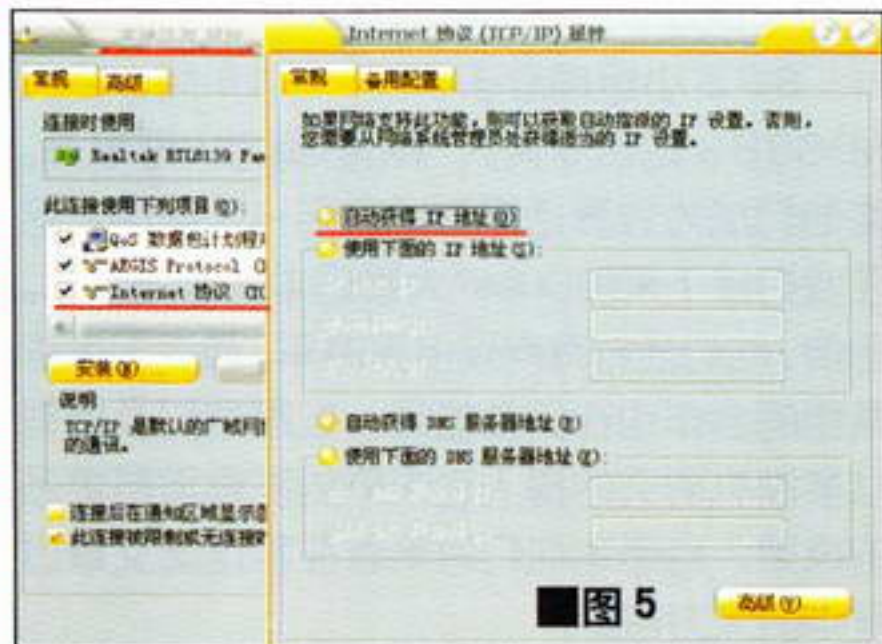 Internet 协议 (TCP/IP) 属性
常规 高级
连接时使用
Realtek RTL8139 Fa
此连接使用下列项目(O):
QoS 数据包计划程
AEGIS Protocol (
Internet 协议 (TC
安装(N)
说明
TCP/IP 是默认的广域网
的通讯。
连接后在通知区域显示
此连接被限制或无连接时
常规 备用配置
如果网络支持此功能，则可以获取自动指派的 IP 设置。否则，
您需要从网络系统管理员处获得适当的 IP 设置。
自动获得 IP 地址(O)
使用下面的 IP 地址(S):
自动获得 DNS 服务器地址(B)
使用下面的 DNS 服务器地址(E):
■图 5
高级(V)